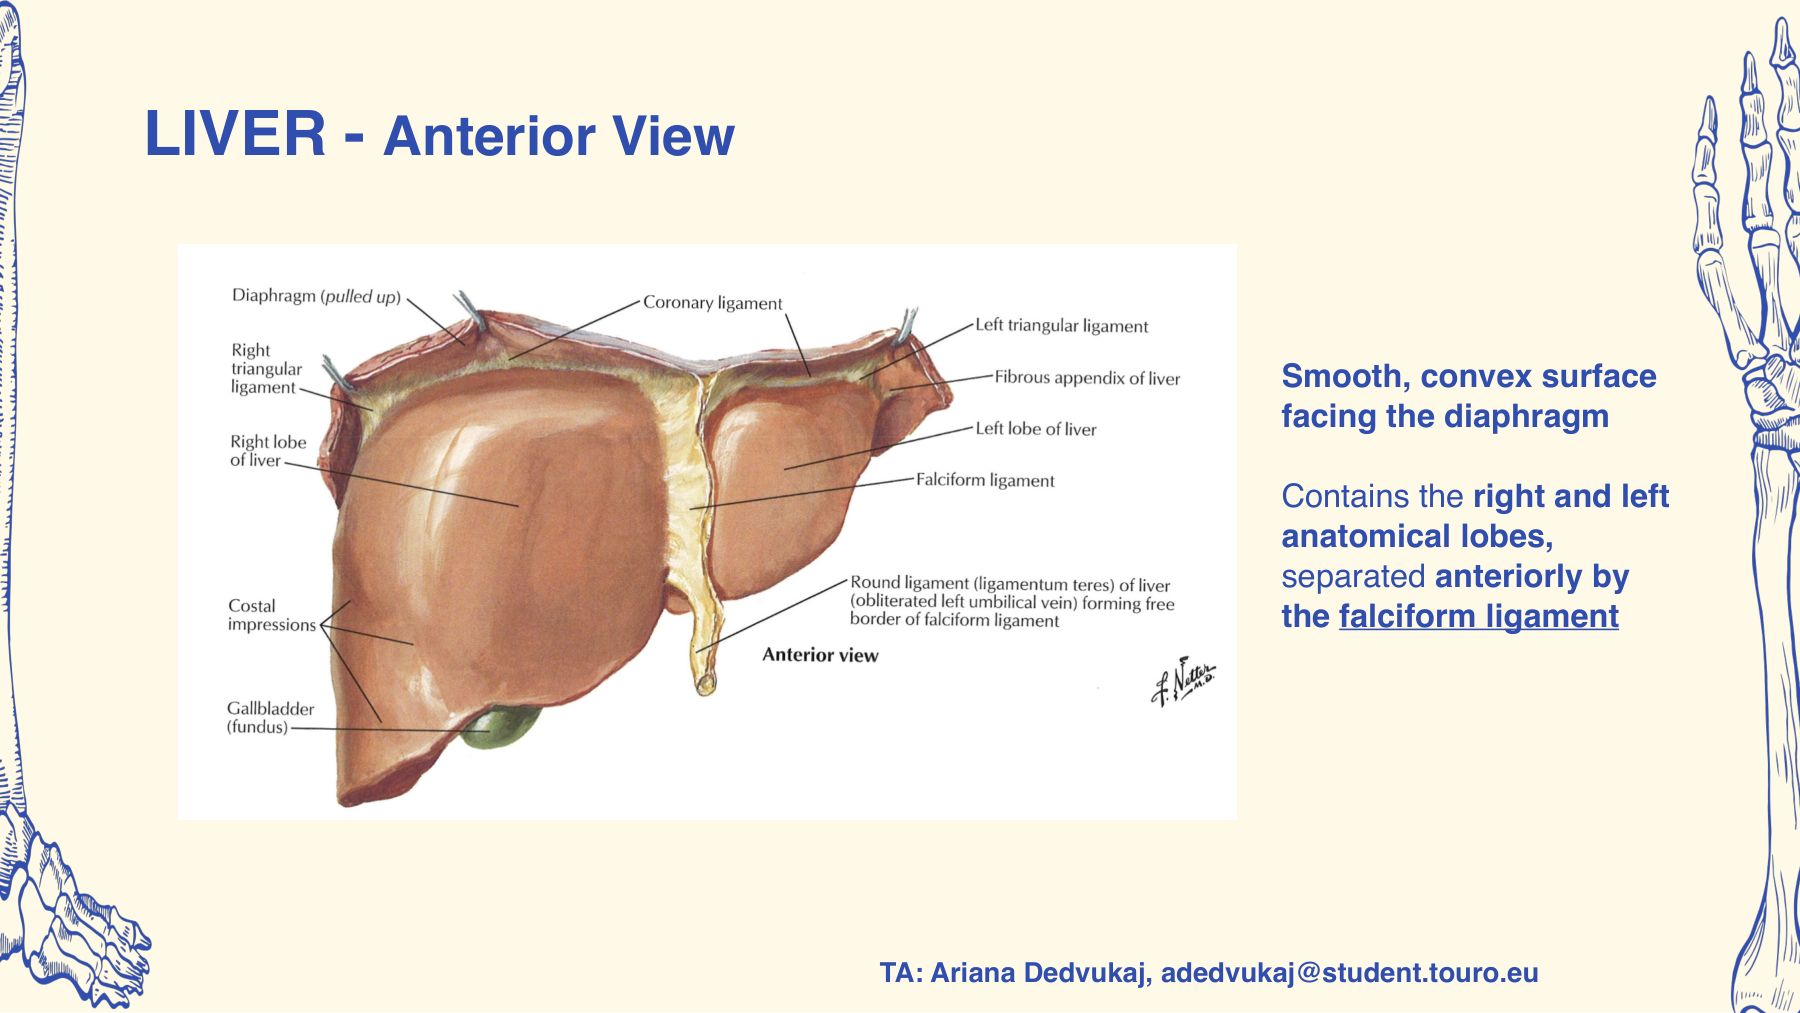 LIVER - Anterior View
Diaphragm (pulled up)
Coronary ligament
Left triangular ligament
Right
triangular
ligament
Fibrous appendix of liver
Right lobe
of liver
Left lobe of liver
Falciform ligament
Round ligament (ligamentum teres) of liver
(obliterated left umbilical vein) forming free
border of falciform ligament
Costal
impressions
Anterior view
Gallbladder
(fundus)
F. Netter
M.D.
Smooth, convex surface
facing the diaphragm
Contains the right and left
anatomical lobes,
separated anteriorly by
the falciform ligament
TA: Ariana Dedvukaj, adedvukaj@student.touro.eu